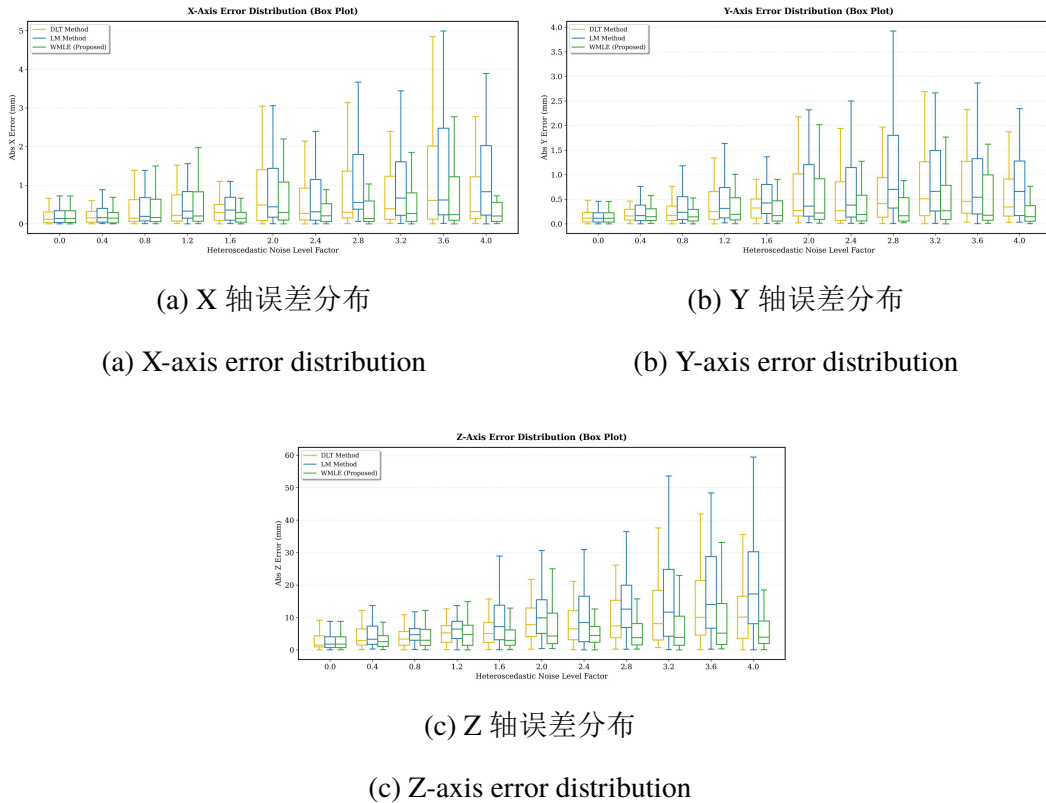 X-Axis Error Distribution (Box Plot)
DLT Method
LM Method
WMLE (Proposed)
Abs X Error (mm)
5
4
3
2
1
0
0.0 0.4 0.8 1.2 1.6 2.0 2.4 2.8 3.2 3.6 4.0
Heteroscedastic Noise Level Factor
(a) X 轴误差分布
(a) X-axis error distribution
Y-Axis Error Distribution (Box Plot)
DLT Method
LM Method
WMLE (Proposed)
Abs Y Error (mm)
4.0
3.5
3.0
2.5
2.0
1.5
1.0
0.5
0.0
0.0 0.4 0.8 1.2 1.6 2.0 2.4 2.8 3.2 3.6 4.0
Heteroscedastic Noise Level Factor
(b) Y 轴误差分布
(b) Y-axis error distribution
Z-Axis Error Distribution (Box Plot)
DLT Method
LM Method
WMLE (Proposed)
Abs Z Error (mm)
60
50
40
30
20
10
0
0.0 0.4 0.8 1.2 1.6 2.0 2.4 2.8 3.2 3.6 4.0
Heteroscedastic Noise Level Factor
(c) Z 轴误差分布
(c) Z-axis error distribution